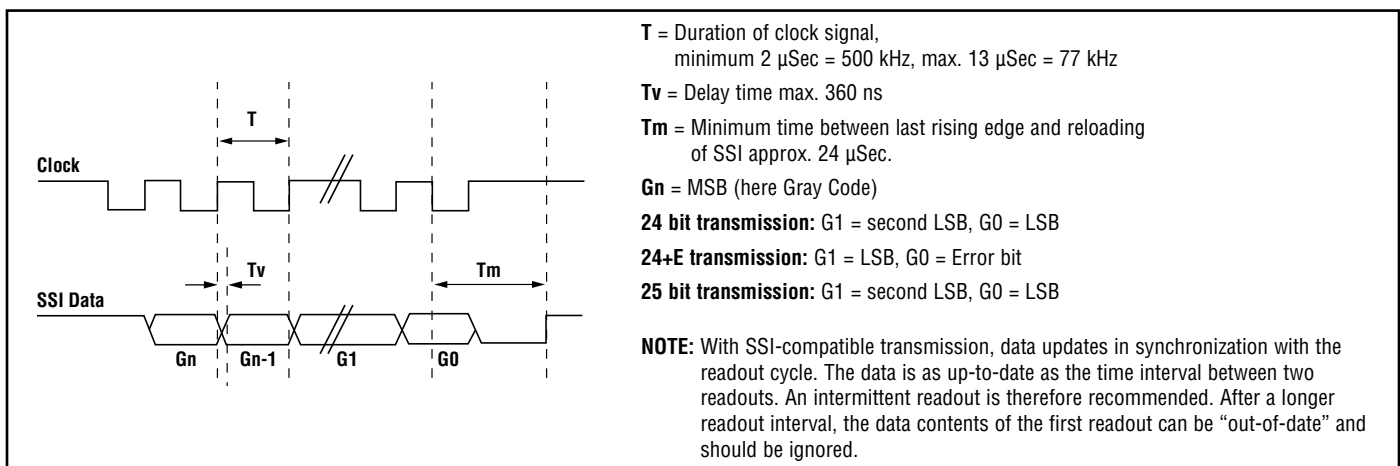 T
Clock
Tv
Tm
SSI Data
Gn
Gn-1
G1
G0
T = Duration of clock signal,
minimum 2 µSec = 500 kHz, max. 13 µSec = 77 kHz
Tv = Delay time max. 360 ns
Tm = Minimum time between last rising edge and reloading
of SSI approx. 24 µSec.
Gn = MSB (here Gray Code)
24 bit transmission: G1 = second LSB, G0 = LSB
24+E transmission: G1 = LSB, G0 = Error bit
25 bit transmission: G1 = second LSB, G0 = LSB
NOTE: With SSI-compatible transmission, data updates in synchronization with the
readout cycle. The data is as up-to-date as the time interval between two
readouts. An intermittent readout is therefore recommended. After a longer
readout interval, the data contents of the first readout can be “out-of-date” and
should be ignored.